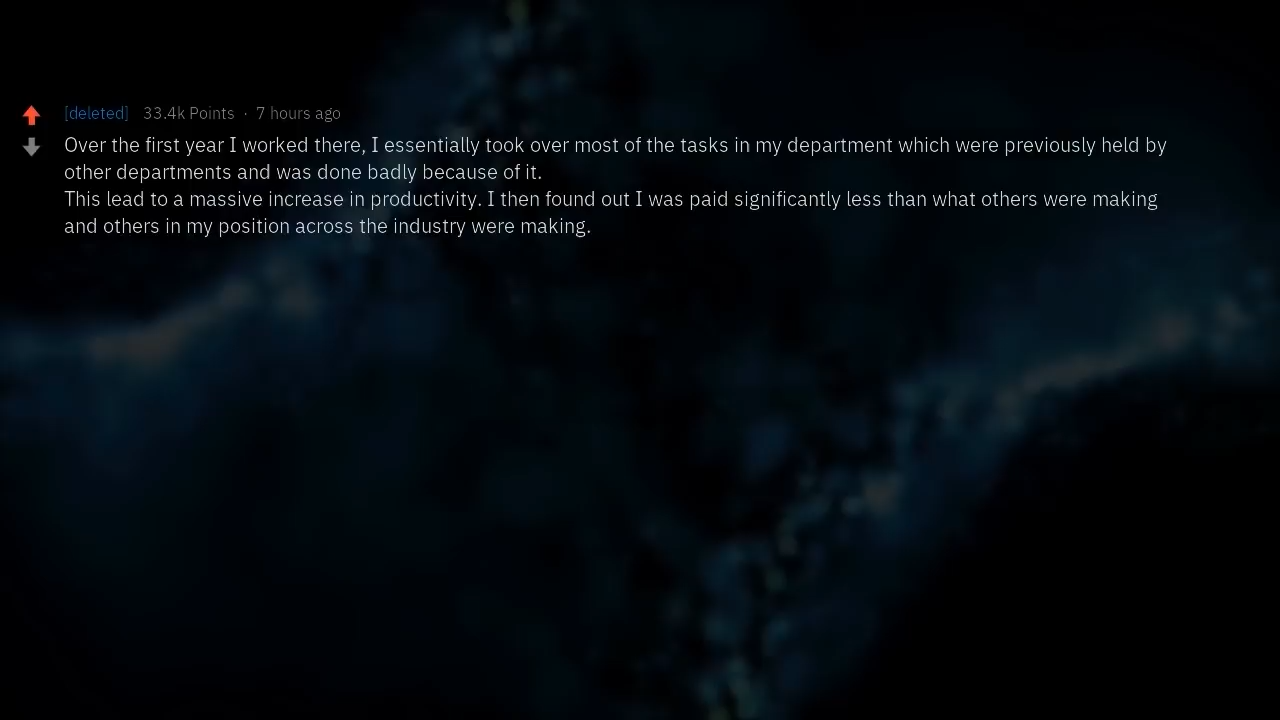 [deleted] 33.4k Points · 7 hours ago
Over the first year I worked there, I essentially took over most of the tasks in my department which were previously held by
other departments and was done badly because of it.
This lead to a massive increase in productivity. I then found out I was paid significantly less than what others were making
and others in my position across the industry were making.